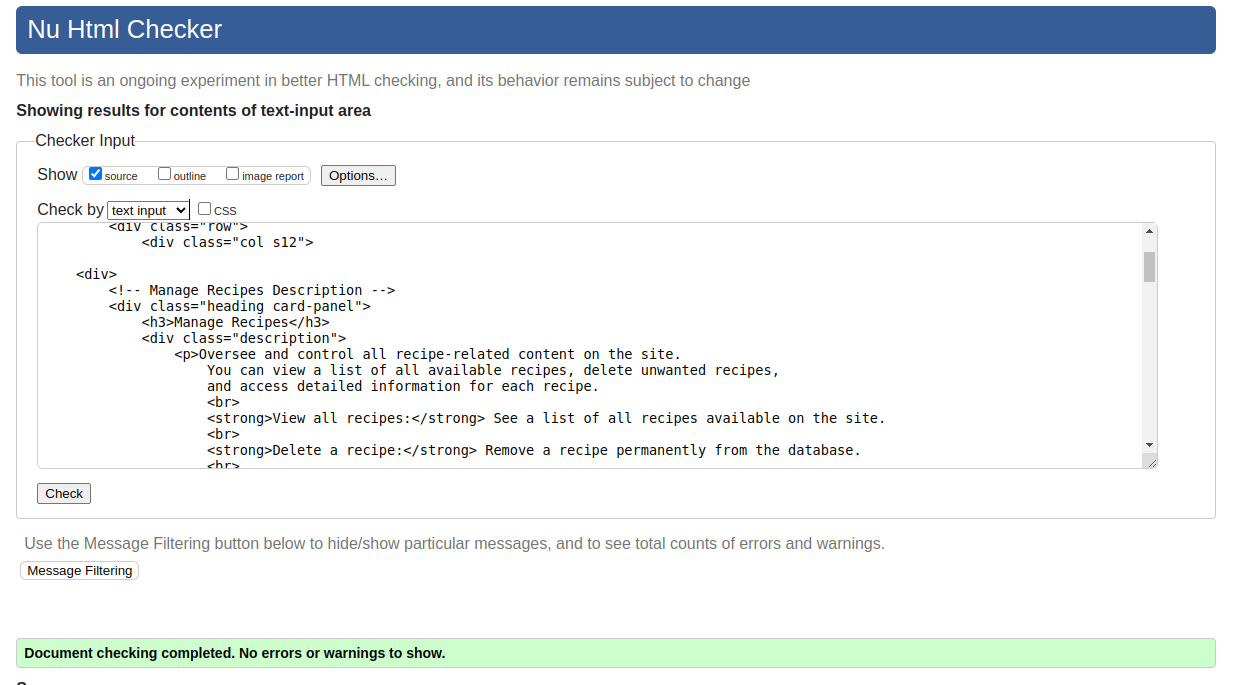 Nu Html Checker
This tool is an ongoing experiment in better HTML checking, and its behavior remains subject to change
Showing results for contents of text-input area
Checker Input
Show source outline image report Options...
Check by text input CSS
<div class="row">
<div class="col s12">
<div>
<!-- Manage Recipes Description -->
<div class="heading card-panel">
<h3>Manage Recipes</h3>
<div class="description">
<p>Oversee and control all recipe-related content on the site.
You can view a list of all available recipes, delete unwanted recipes,
and access detailed information for each recipe.
<br>
<strong>View all recipes:</strong> See a list of all recipes available on the site.
<br>
<strong>Delete a recipe:</strong> Remove a recipe permanently from the database.
<br>
Check
Use the Message Filtering button below to hide/show particular messages, and to see total counts of errors and warnings.
Message Filtering
Document checking completed. No errors or warnings to show.